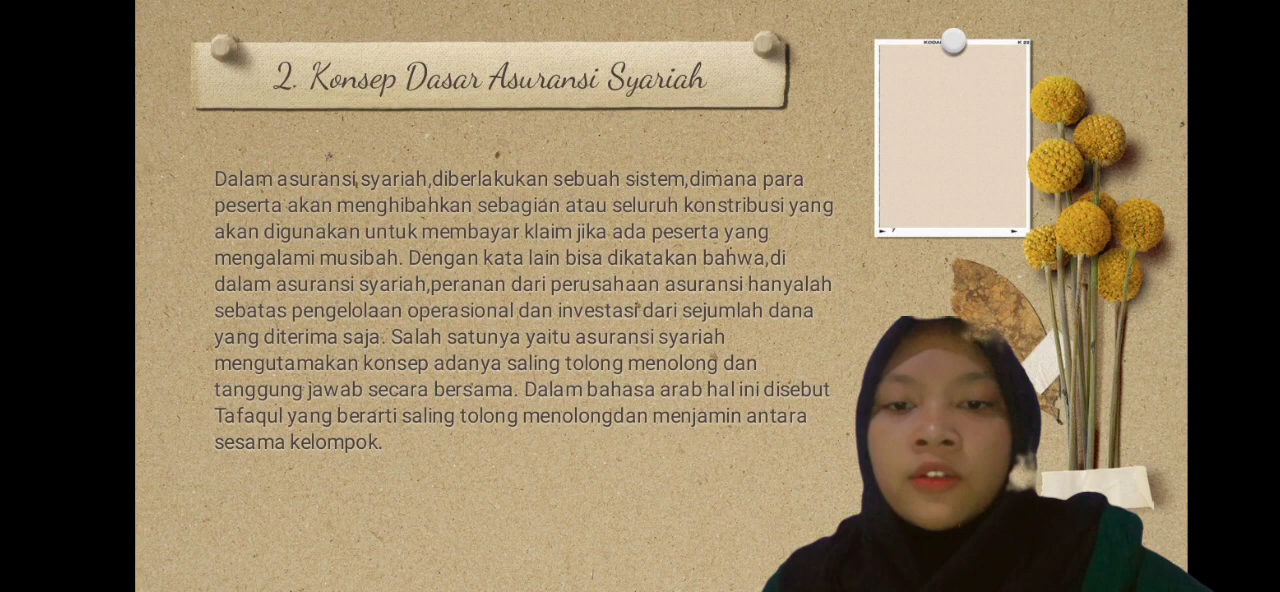 2. Konsep Dasar Asuransi Syariah
KODAK
Dalam asuransi syariah,diberlakukan sebuah sistem,dimana para
peserta akan menghibahkan sebagian atau seluruh konstribusi yang
akan digunakan untuk membayar klaim jika ada peserta yang
mengalami musibah. Dengan kata lain bisa dikatakan bahwa,di
dalam asuransi syariah,peranan dari perusahaan asuransi hanyalah
sebatas pengelolaan operasional dan investasi dari sejumlah dana
yang diterima saja. Salah satunya yaitu asuransi syariah
mengutamakan konsep adanya saling tolong menolong dan
tanggung jawab secara bersama. Dalam bahasa arab hal ini disebut
Tafaqul yang berarti saling tolong menolongdan menjamin antara
sesama kelompok.